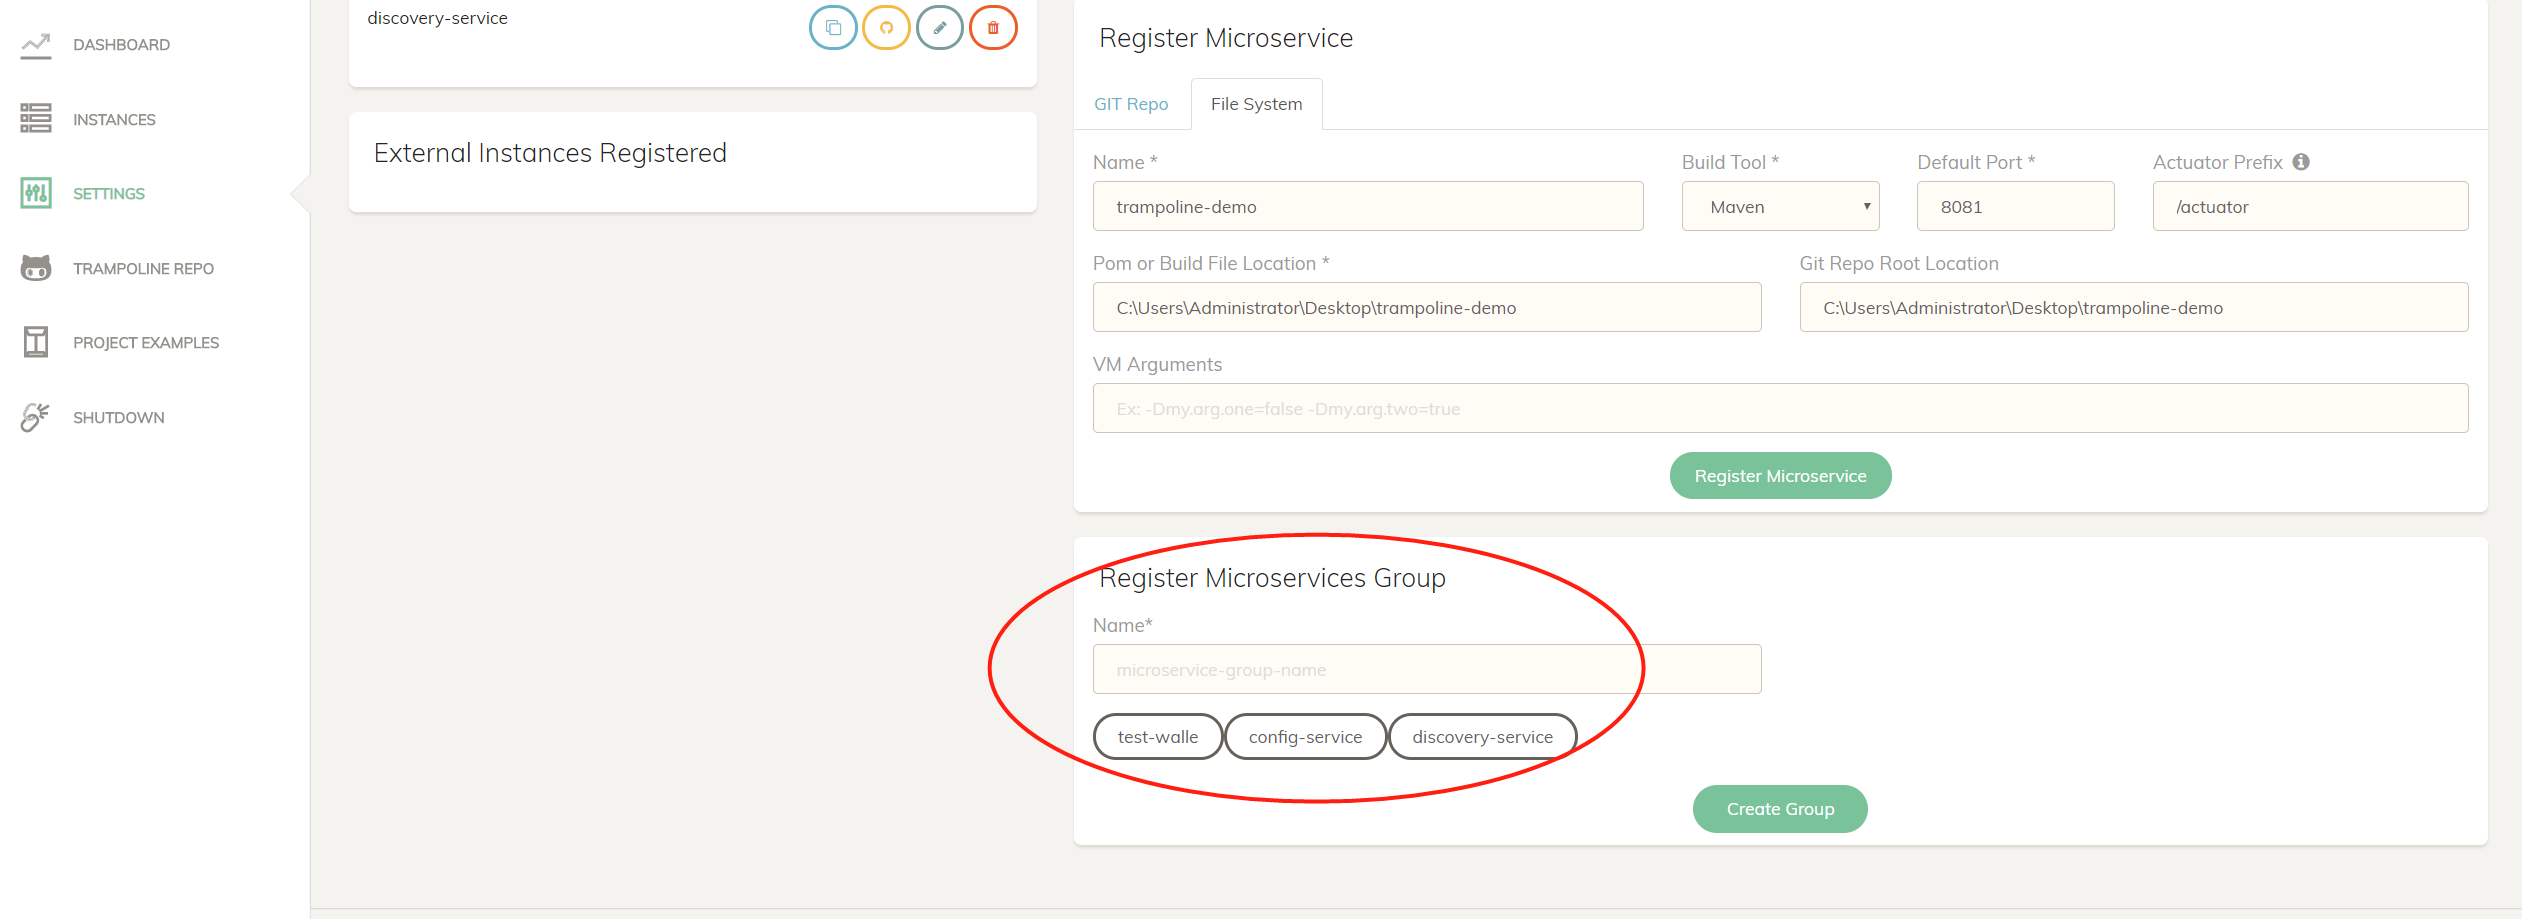 DASHBOARD
INSTANCES
SETTINGS
TRAMPOLINE REPO
PROJECT EXAMPLES
SHUTDOWN
discovery-service
External Instances Registered
Register Microservice
GIT Repo
File System
Name *
Build Tool *
Default Port *
Actuator Prefix
trampoline-demo
Maven
8081
/actuator
Pom or Build File Location *
Git Repo Root Location
C:\Users\Administrator\Desktop\trampoline-demo
C:\Users\Administrator\Desktop\trampoline-demo
VM Arguments
Ex: -Dmy.arg.one=false -Dmy.arg.two=true
Register Microservice
Register Microservices Group
Name*
microservice-group-name
test-walle
config-service
discovery-service
Create Group